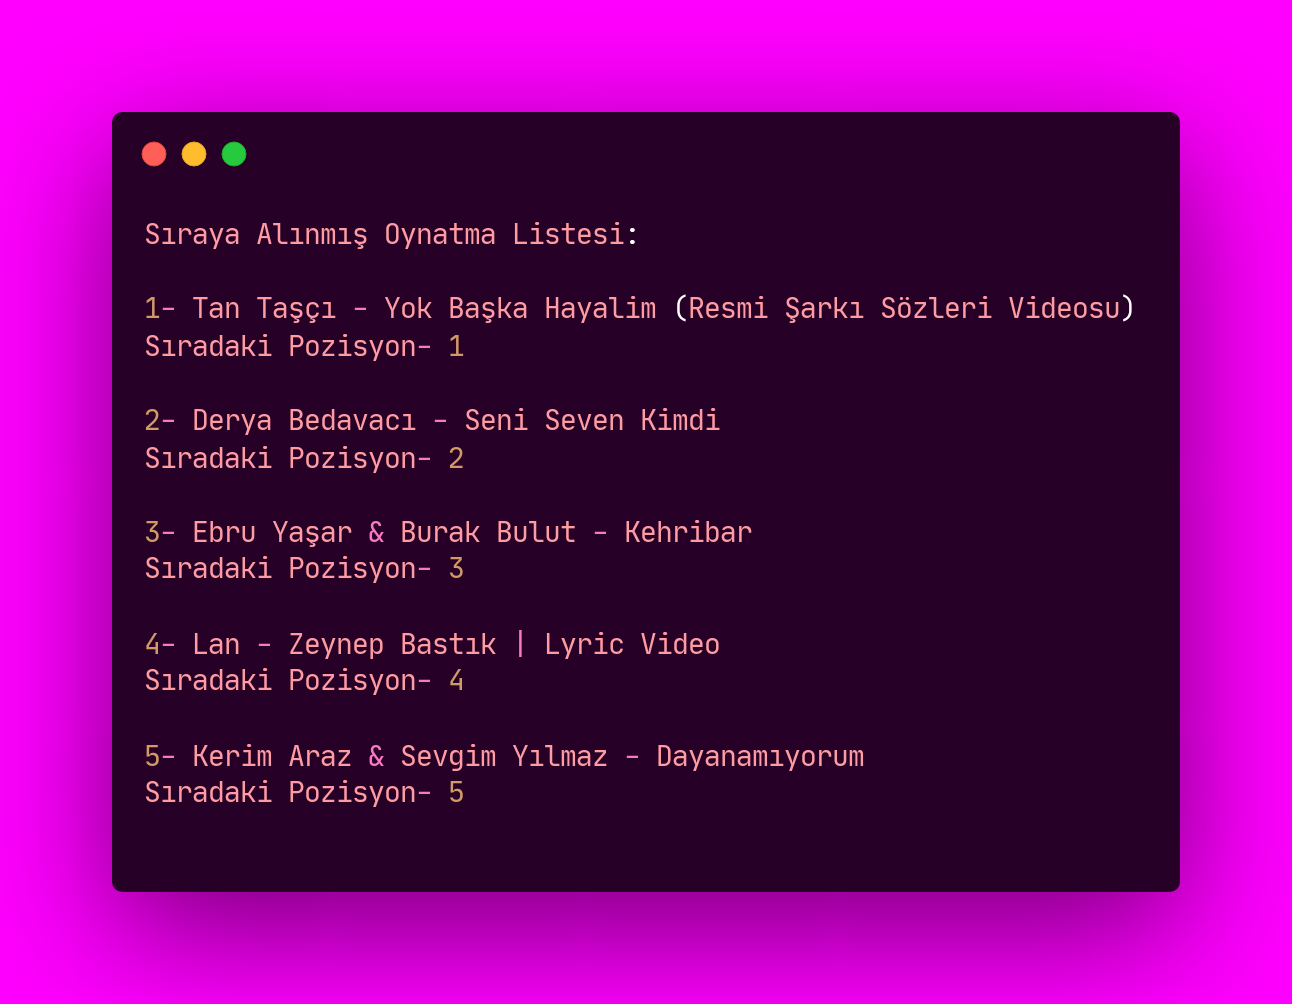 Sıraya Alınmış Oynatma Listesi:
1- Tan Taşçı - Yok Başka Hayalim (Resmi Şarkı Sözleri Videosu)
Sıradaki Pozisyon- 1
2- Derya Bedavacı - Seni Seven Kimdi
Sıradaki Pozisyon- 2
3- Ebru Yaşar & Burak Bulut - Kehribar
Sıradaki Pozisyon- 3
4- Lan - Zeynep Bastık | Lyric Video
Sıradaki Pozisyon- 4
5- Kerim Araz & Sevgim Yılmaz - Dayanamıyorum
Sıradaki Pozisyon- 5